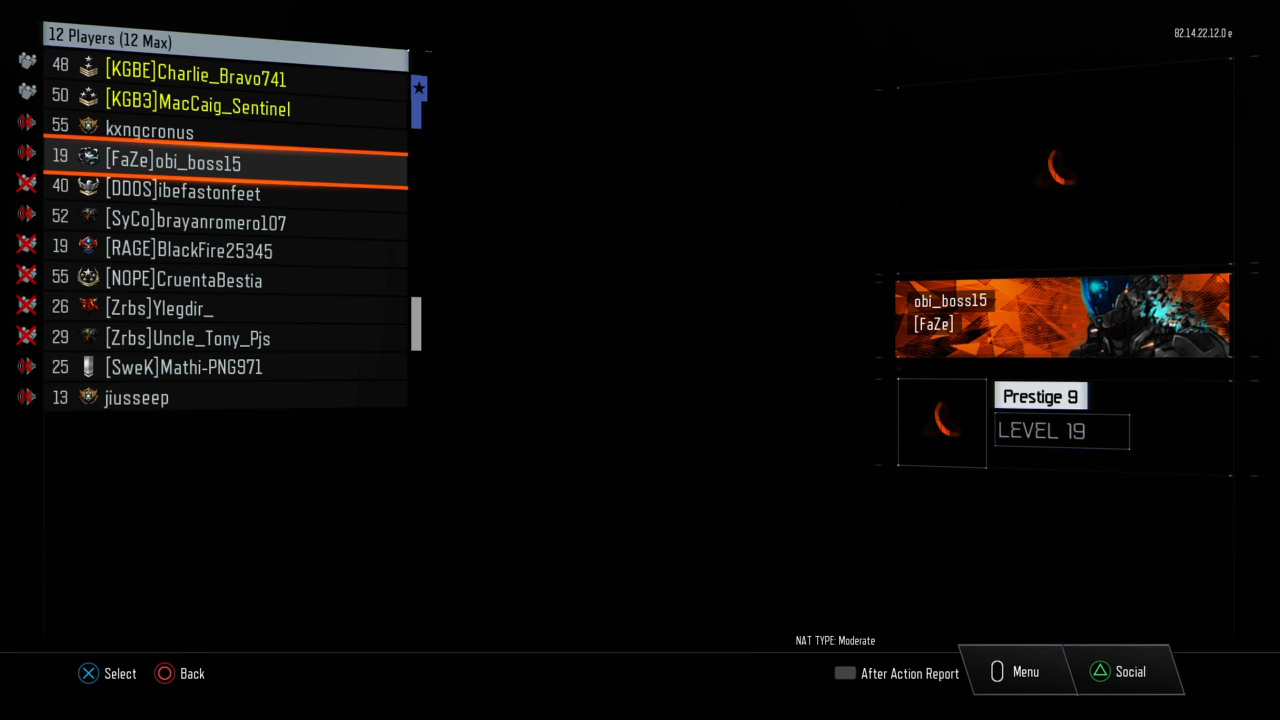 12 Players (12 Max)
82.14.22.12.0 e
48 [KGBE]Charlie_Bravo741
50 [KGB3]MacCaig_Sentinel
55 kxngcronus
19 [FaZe]obi_boss15
40 [DDOS]ibefastonfeet
52 [SyCo]brayanromero107
19 [RAGE]BlackFire25345
55 [NOPE]CruentaBestia
26 [Zrbs]Ylegdir_
29 [Zrbs]Uncle_Tony_Pjs
25 [SweK]Mathi-PNG971
13 jiusseep
obi_boss15
[FaZe]
Prestige 9
LEVEL 19
NAT TYPE: Moderate
Select Back After Action Report Menu Social